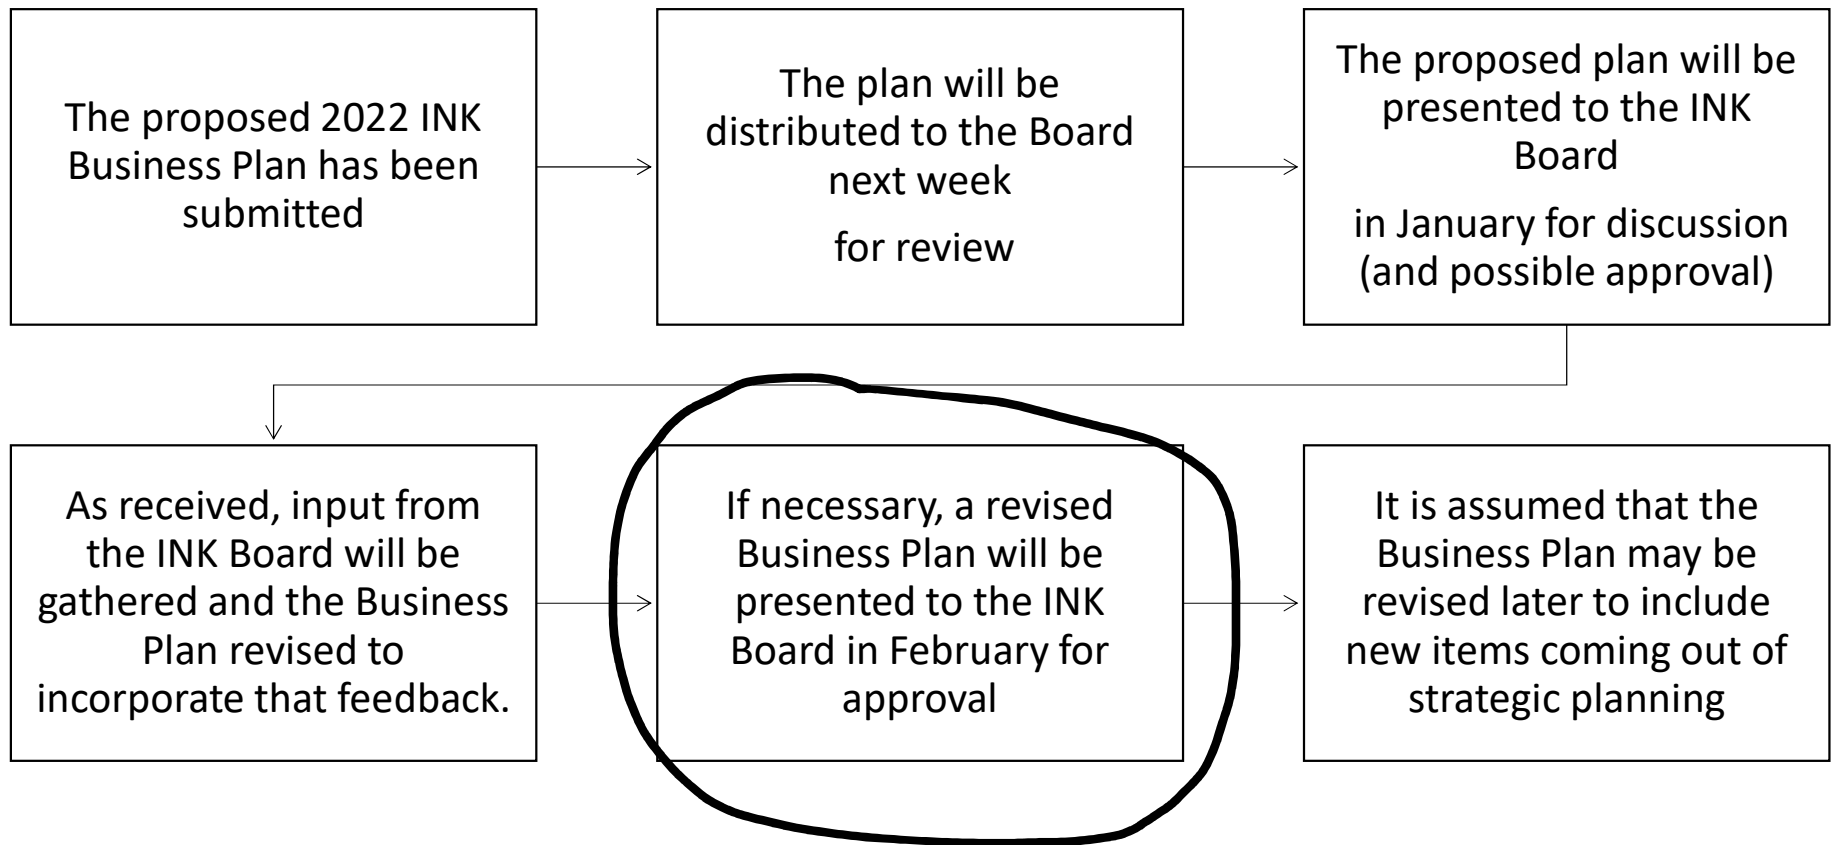 The proposed 2022 INK
Business Plan has been
submitted
The plan will be
distributed to the Board
next week
for review
The proposed plan will be
presented to the INK
Board
in January for discussion
(and possible approval)
As received, input from
the INK Board will be
gathered and the Business
Plan revised to
incorporate that feedback.
If necessary, a revised
Business Plan will be
presented to the INK
Board in February for
approval
It is assumed that the
Business Plan may be
revised later to include
new items coming out of
strategic planning